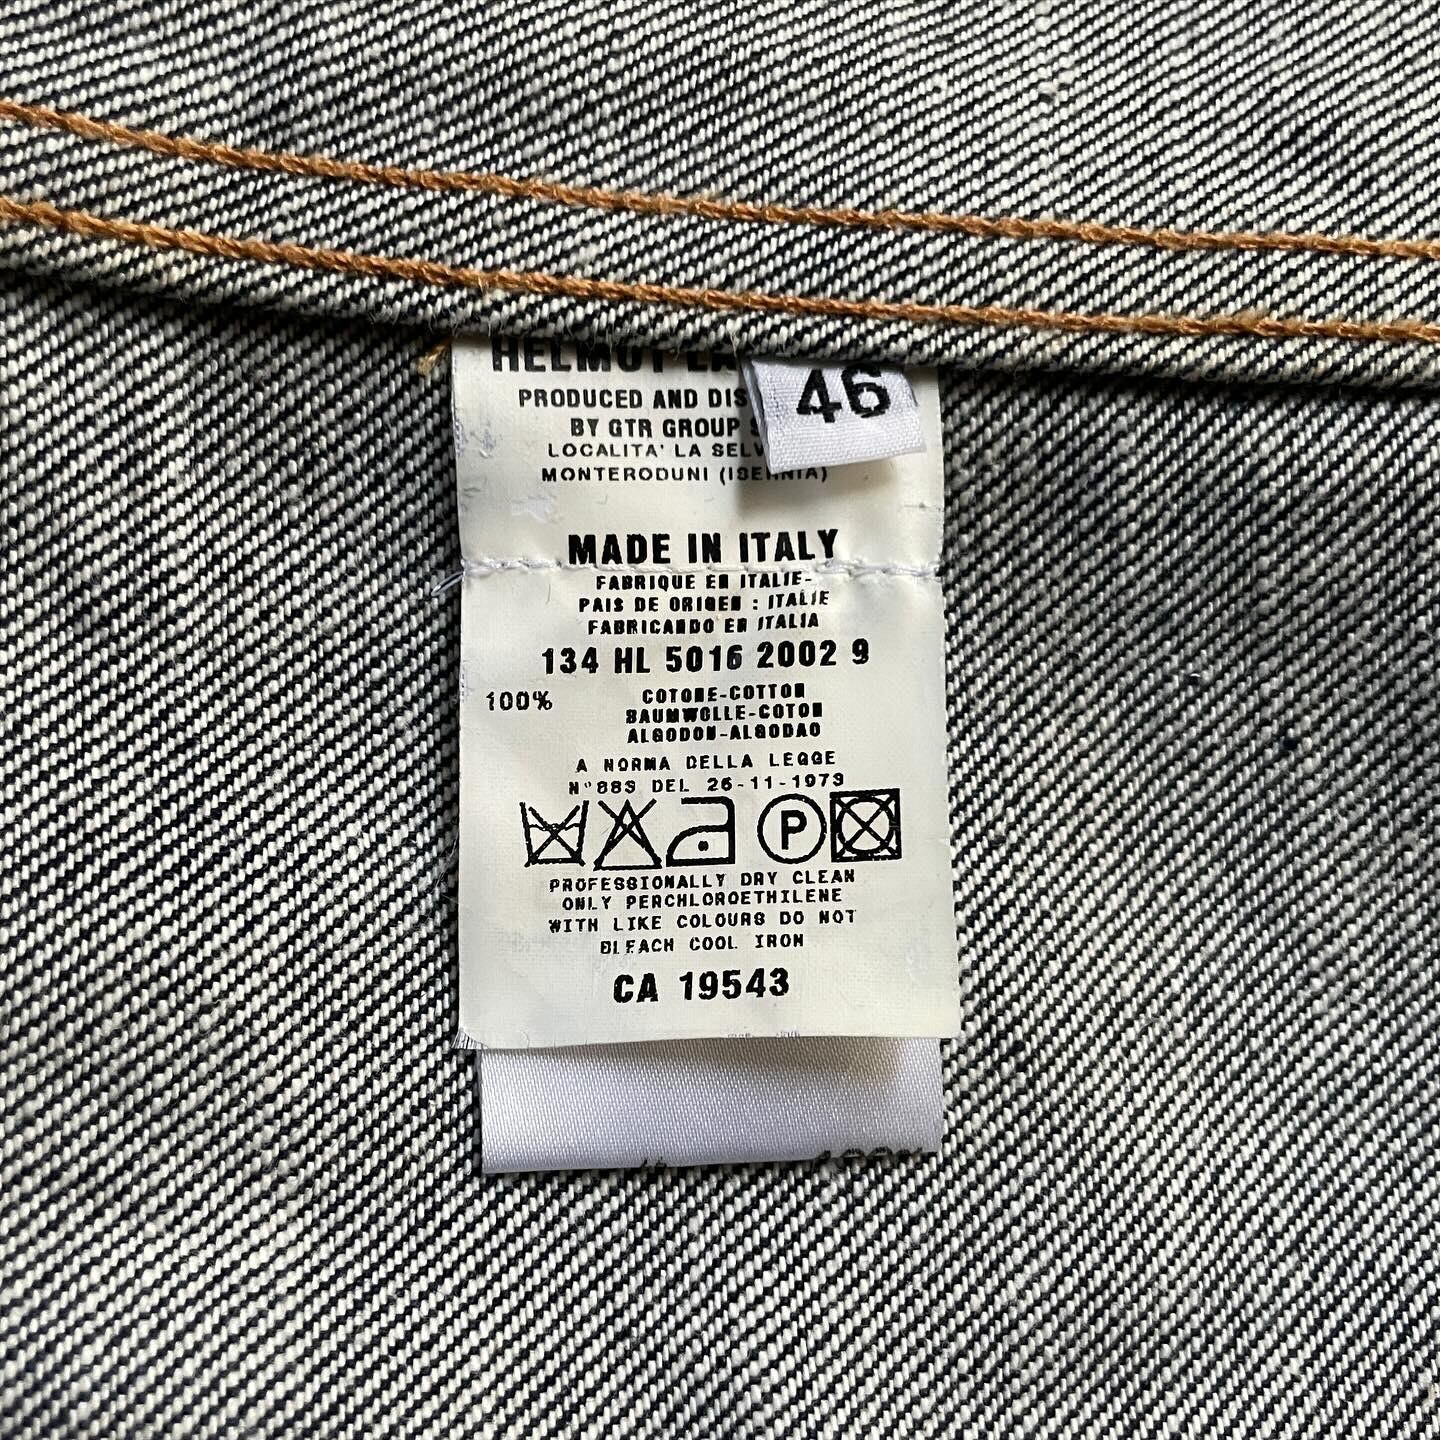 HELMUT LA
46
PRODUCED AND DIS
BY GTR GROUP S
LOCALITA' LA SELV
MONTERODUNI (ISERNIA)
MADE IN ITALY
FABRIQUE EN ITALIE-
PAIS DE ORIGEN : ITALIE
FABRICANDO EN ITALIA
134 HL 5016 2002 9
100% COTONE-COTTON
BAUMWOLLE-COTON
ALGODON-ALGODAO
A NORMA DELLA LEGGE
N°883 DEL 26-11-1973
P
PROFESSIONALLY DRY CLEAN
ONLY PERCHLOROETHILENE
WITH LIKE COLOURS DO NOT
BLEACH COOL IRON
CA 19543